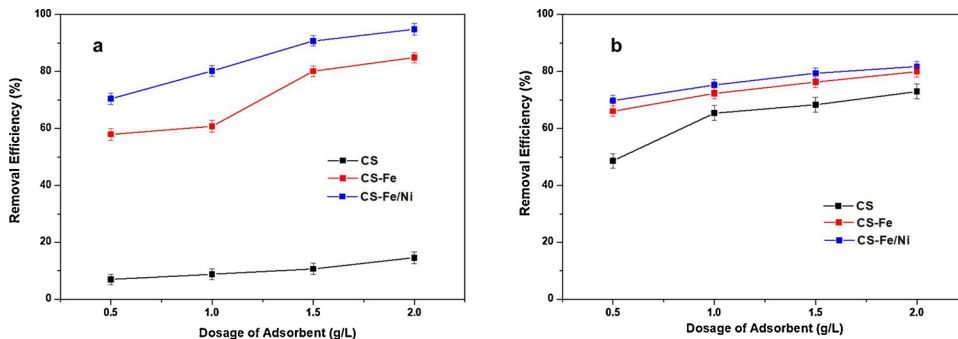 a
Removal Efficiency (%)
100
80
60
40
20
0
CS
CS-Fe
CS-Fe/Ni
0.5 1.0 1.5 2.0
Dosage of Adsorbent (g/L)
b
Removal Efficiency (%)
100
80
60
40
20
0
CS
CS-Fe
CS-Fe/Ni
0.5 1.0 1.5 2.0
Dosage of Adsorbent (g/L)